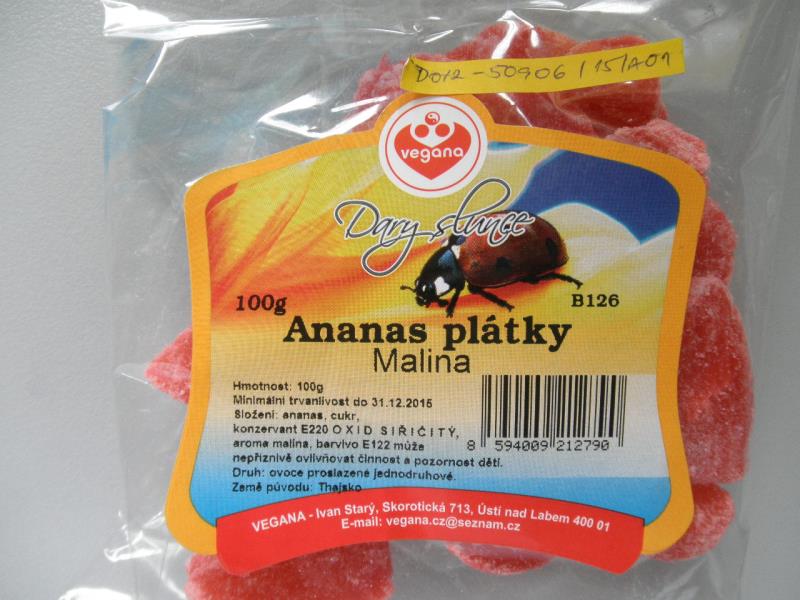 D012-50906/15/A01
vegana
Dary slunce
100g
B126
Ananas plátky
Malina
Hmotnost: 100g
Minimální trvanlivost do 31.12.2015
Složení: ananas, cukr,
konzervant E220 OXID SIŘIČITÝ,
aroma malina, barvivo E122 může
nepříznivě ovlivňovat činnost a pozornost dětí.
Druh: ovoce proslazené jednodruhové.
Země původu: Thajsko
8 594009 212790
VEGANA - Ivan Starý, Skorotická 713, Ústí nad Labem 400 01
E-mail: vegana.cz@seznam.cz